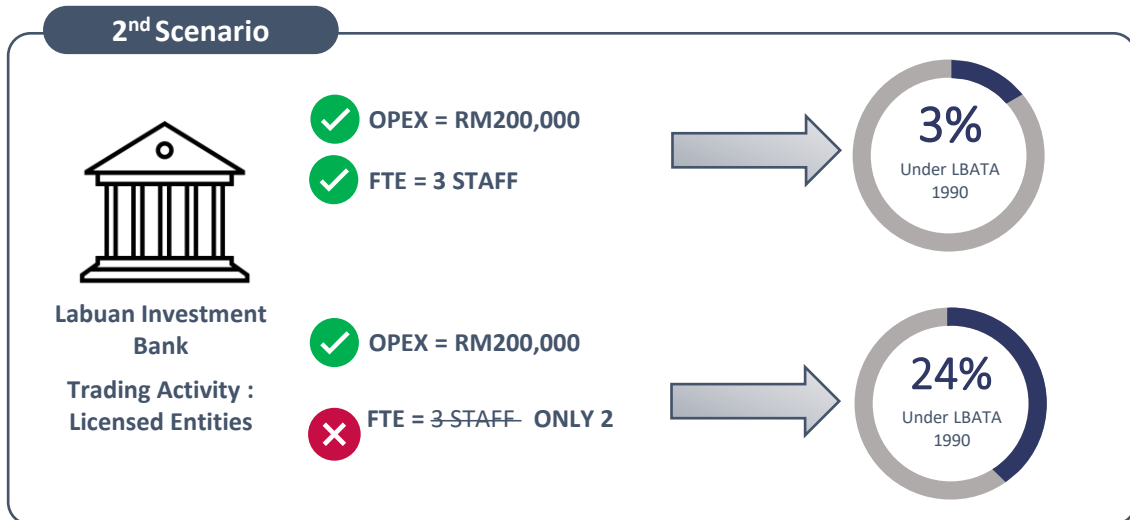 2nd Scenario
OPEX = RM200,000
FTE = 3 STAFF
3%
Under LBATA
1990
Labuan Investment
Bank
Trading Activity :
Licensed Entities
OPEX = RM200,000
FTE = 3 STAFF ONLY 2
24%
Under LBATA
1990